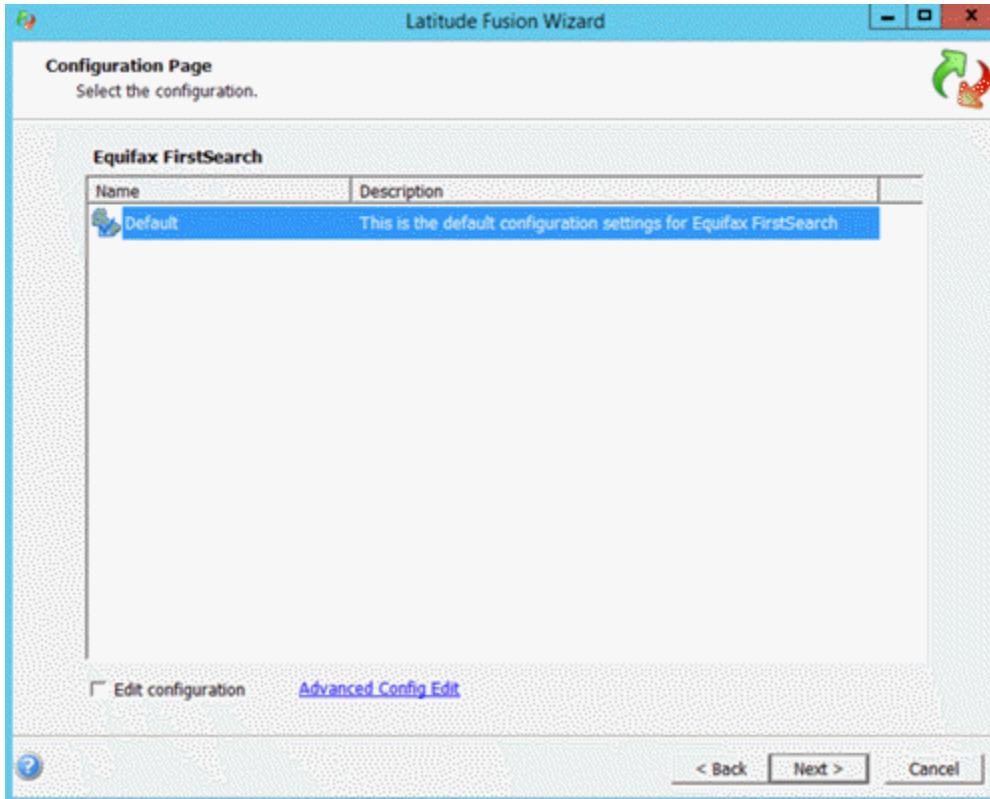 Latitude Fusion Wizard
Configuration Page
Select the configuration.
Equifax FirstSearch
Name Description
Default This is the default configuration settings for Equifax FirstSearch
Edit configuration Advanced Config Edit
< Back Next > Cancel